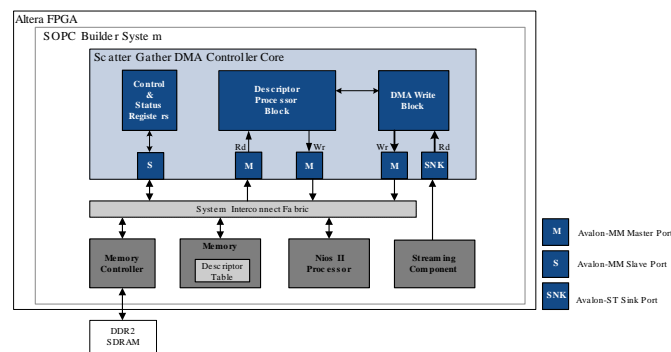 Altera FPGA
SOPC Builder System
Scatter Gather DMA Controller Core
Control
&
Status
Registers
Descriptor
Processor
Block
DMA Write
Block
Rd
Wr
Wr
Rd
S
M
M
M
SNK
System Interconnect Fabric
Memory
Controller
Memory
Descriptor
Table
Nios II
Processor
Streaming
Component
M
Avalon-MM Master Port
S
Avalon-MM Slave Port
SNK
Avalon-ST Sink Port
DDR2
SDRAM